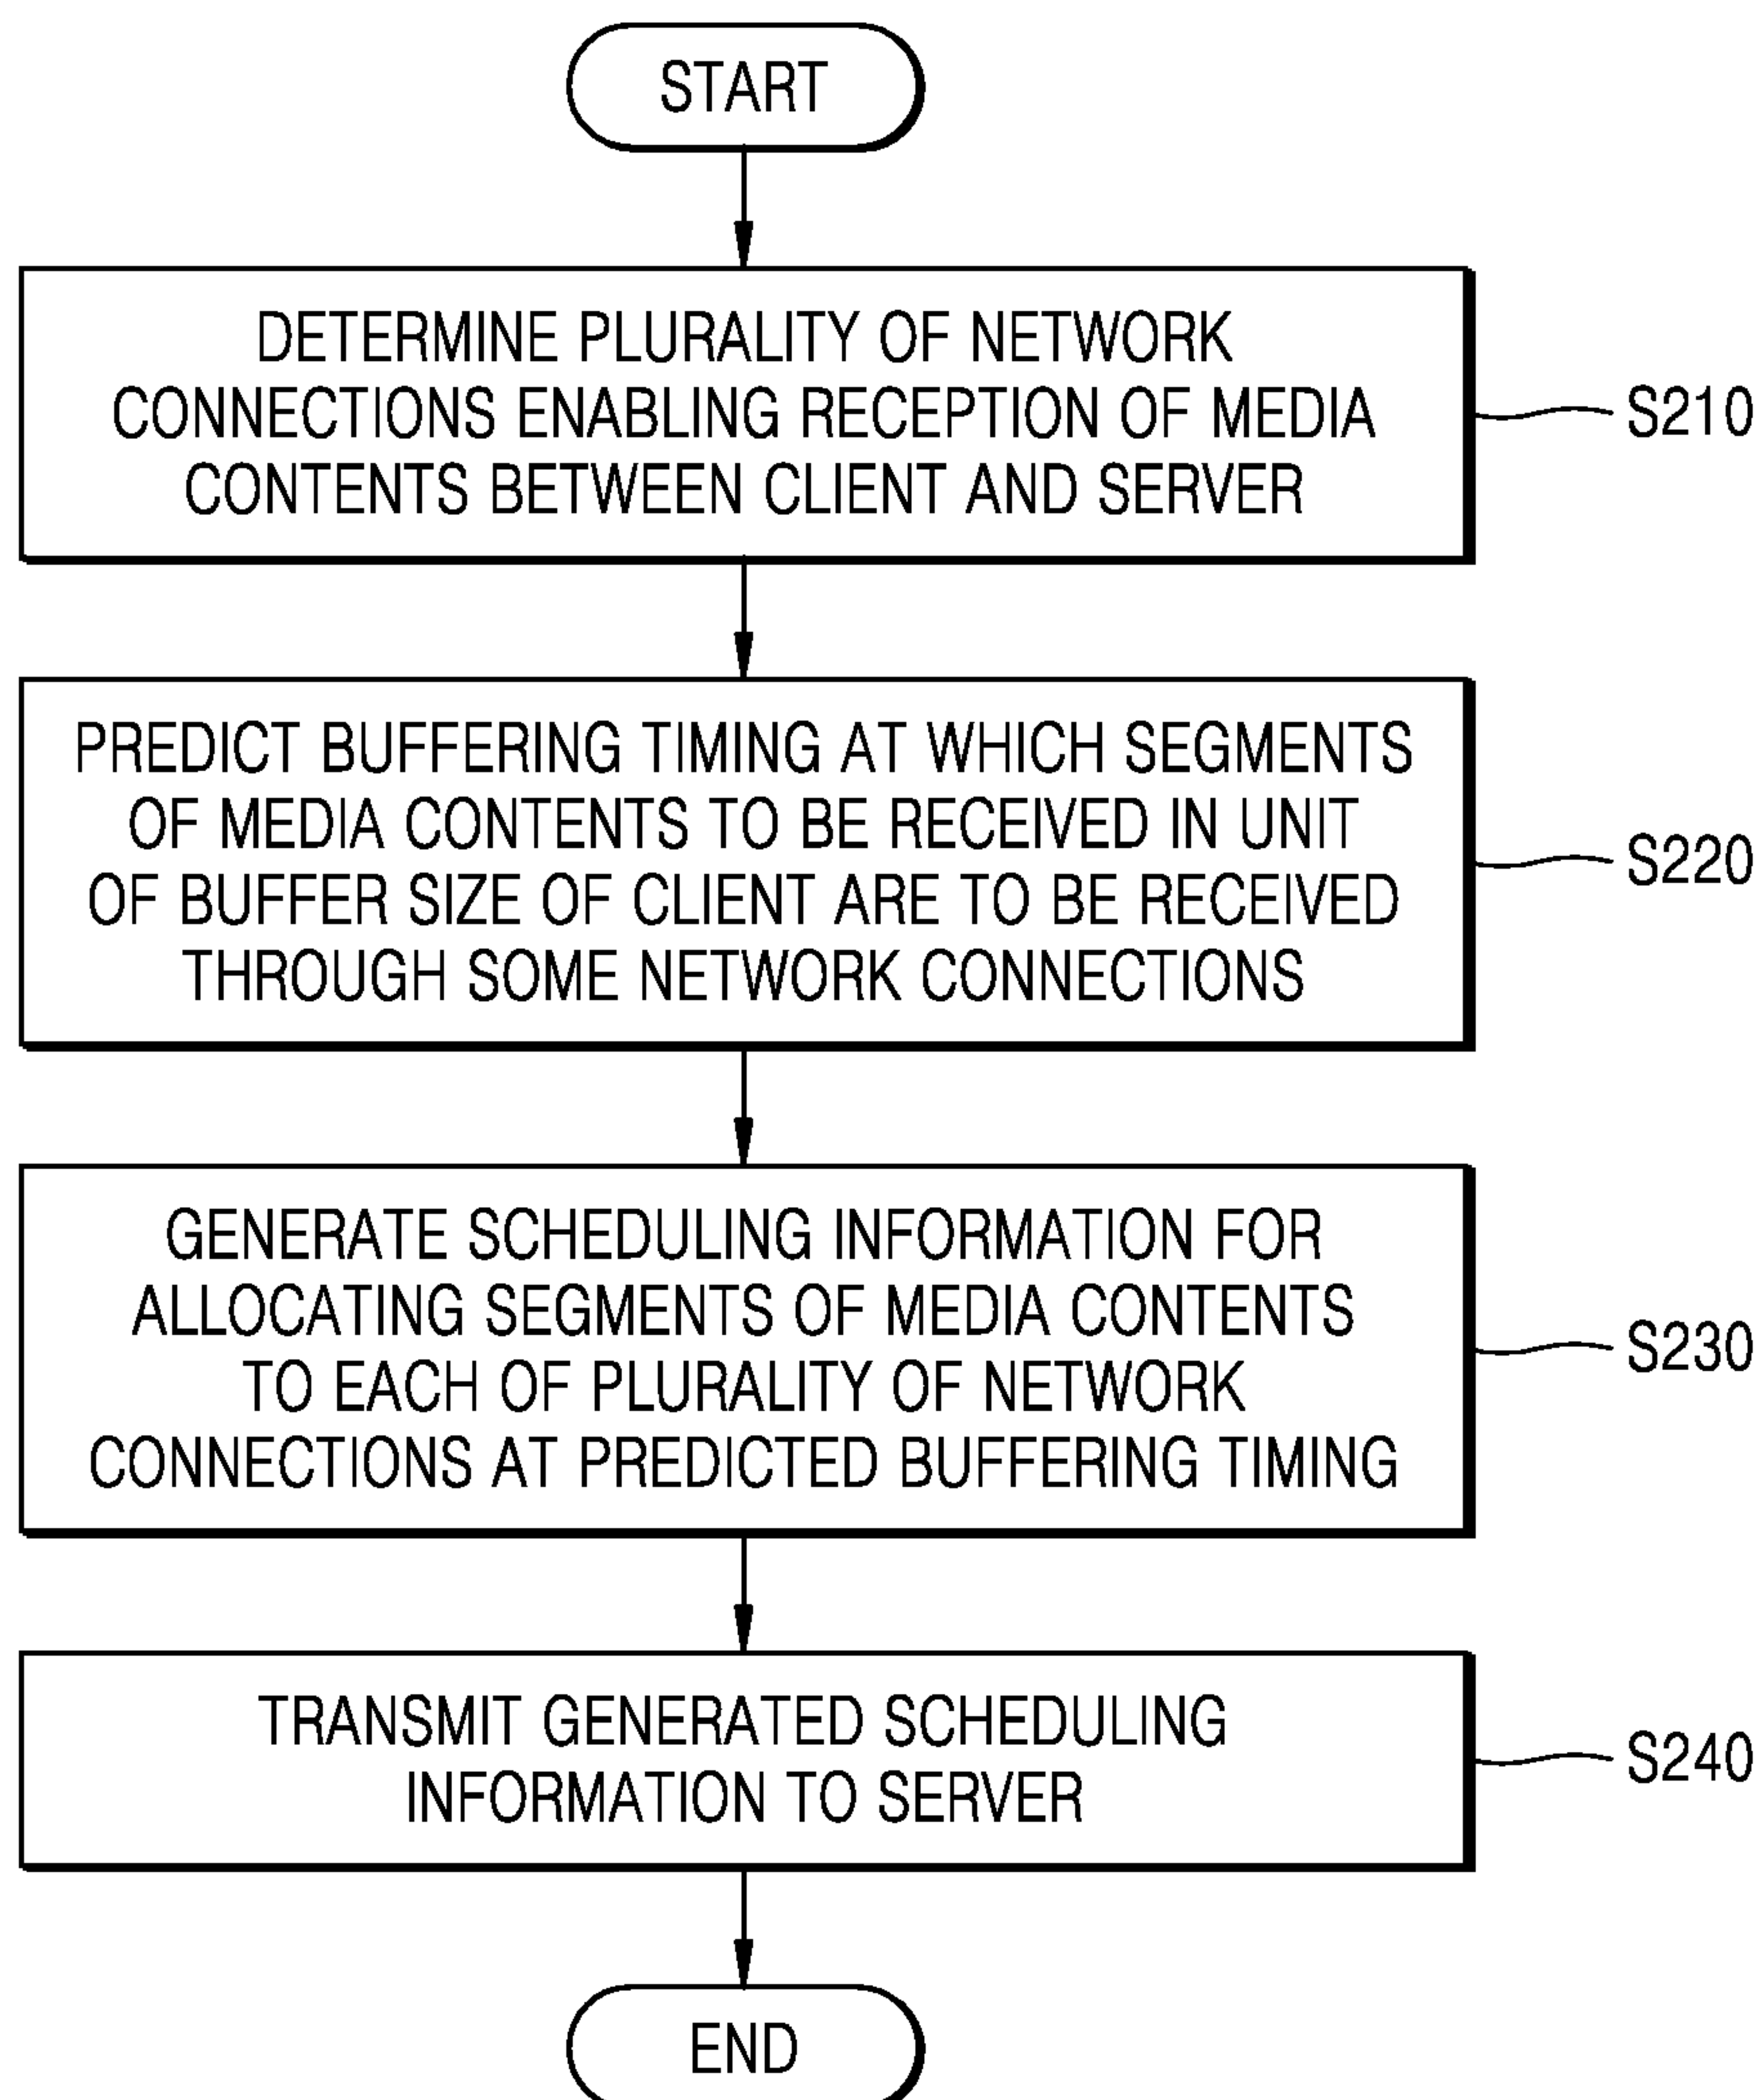 START
DETERMINE PLURALITY OF NETWORK
CONNECTIONS ENABLING RECEPTION OF MEDIA
CONTENTS BETWEEN CLIENT AND SERVER
S210
PREDICT BUFFERING TIMING AT WHICH SEGMENTS
OF MEDIA CONTENTS TO BE RECEIVED IN UNIT
OF BUFFER SIZE OF CLIENT ARE TO BE RECEIVED
THROUGH SOME NETWORK CONNECTIONS
S220
GENERATE SCHEDULING INFORMATION FOR
ALLOCATING SEGMENTS OF MEDIA CONTENTS
TO EACH OF PLURALITY OF NETWORK
CONNECTIONS AT PREDICTED BUFFERING TIMING
S230
TRANSMIT GENERATED SCHEDULING
INFORMATION TO SERVER
S240
END